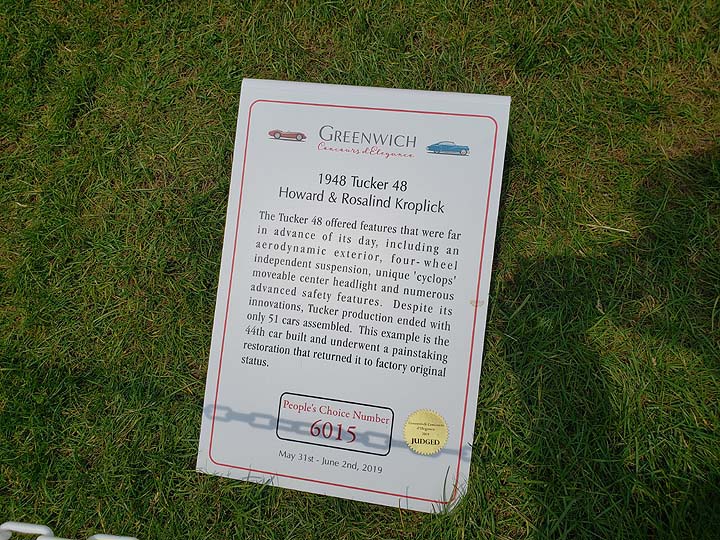 GREENWICH
Concours d'Elegance
1948 Tucker 48
Howard & Rosalind Kroplick
The Tucker 48 offered features that were far
in advance of its day, including an
aerodynamic exterior, four-wheel
independent suspension, unique 'cyclops'
moveable center headlight and numerous
advanced safety features. Despite its
innovations, Tucker production ended with
only 51 cars assembled. This example is the
44th car built and underwent a painstaking
restoration that returned it to factory original
status.
People's Choice Number
6015
Greenwich Concours
d'Elegance
2019
JUDGED
May 31st - June 2nd, 2019